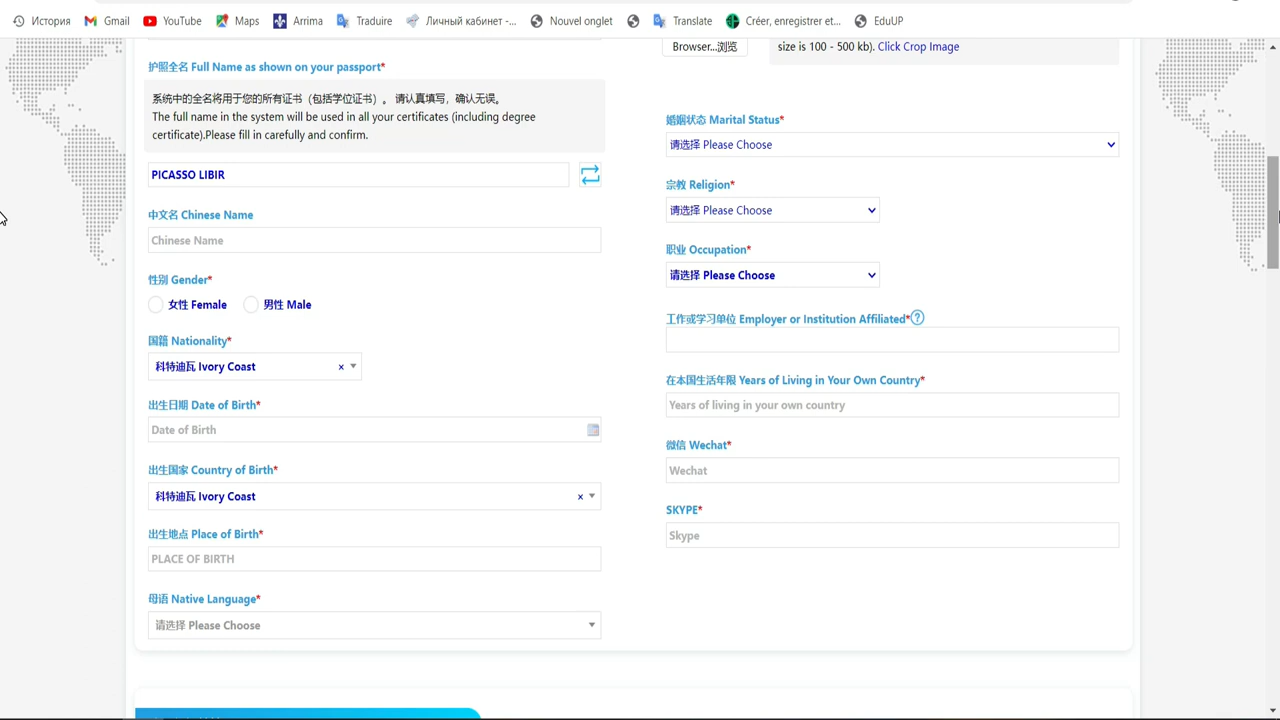 История
Gmail
YouTube
Maps
Arrima
Traduire
Личный кабинет -...
Nouvel onglet
Translate
Créer, enregistrer et...
EduUP
护照全名 Full Name as shown on your passport*
系统中的全名将用于您的所有证书（包括学位证书）。 请认真填写，确认无误。
The full name in the system will be used in all your certificates (including degree
certificate).Please fill in carefully and confirm.
PICASSO LIBIR
中文名 Chinese Name
Chinese Name
性别 Gender*
女性 Female
男性 Male
国籍 Nationality*
科特迪瓦 Ivory Coast
×
出生日期 Date of Birth*
Date of Birth
出生国家 Country of Birth*
科特迪瓦 Ivory Coast
×
出生地点 Place of Birth*
PLACE OF BIRTH
母语 Native Language*
请选择 Please Choose
Browser...浏览
size is 100 - 500 kb). Click Crop Image
婚姻状态 Marital Status*
请选择 Please Choose
宗教 Religion*
请选择 Please Choose
职业 Occupation*
请选择 Please Choose
工作或学习单位 Employer or Institution Affiliated*?
在本国生活年限 Years of Living in Your Own Country*
Years of living in your own country
微信 Wechat*
Wechat
SKYPE*
Skype